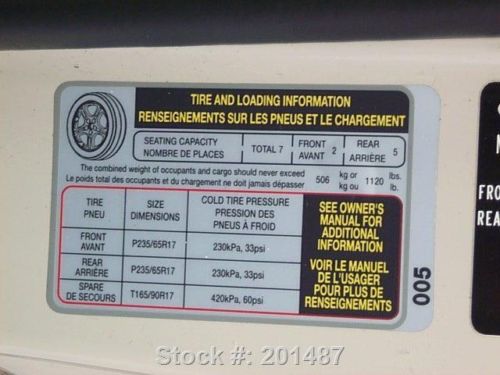 TIRE AND LOADING INFORMATION
RENSEIGNEMENTS SUR LES PNEUS ET LE CHARGEMENT
SEATING CAPACITY
NOMBRE DE PLACES
TOTAL 7
FRONT
AVANT 2
REAR
ARRIÈRE 5
The combined weight of occupants and cargo should never exceed 506 kg or 1120 lbs.
Le poids total des occupants et du chargement ne doit jamais dépasser kg ou lb.
TIRE
PNEU
SIZE
DIMENSIONS
COLD TIRE PRESSURE
PRESSION DES
PNEUS À FROID
FRONT
AVANT
P235/65R17
230kPa, 33psi
REAR
ARRIÈRE
P235/65R17
230kPa, 33psi
SPARE
DE SECOURS
T165/90R17
420kPa, 60psi
SEE OWNER'S
MANUAL FOR
ADDITIONAL
INFORMATION
VOIR LE MANUEL
DE L'USAGER
POUR PLUS DE
RENSEIGNEMENTS
005
FRO
REA
Stock #: 201487